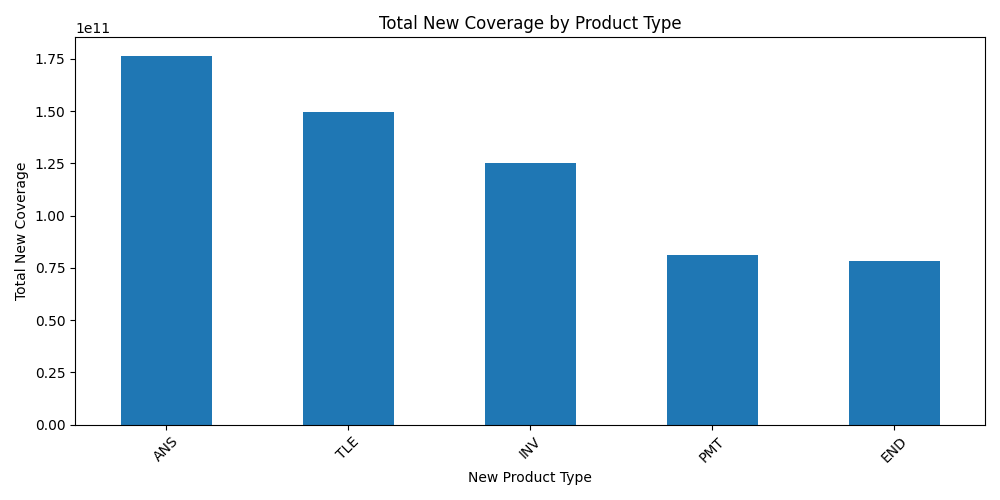 Total New Coverage by Product Type
1e11
1.75
1.50
1.25
1.00
0.75
0.50
0.25
0.00
Total New Coverage
ANS
TLE
INV
PMT
END
New Product Type